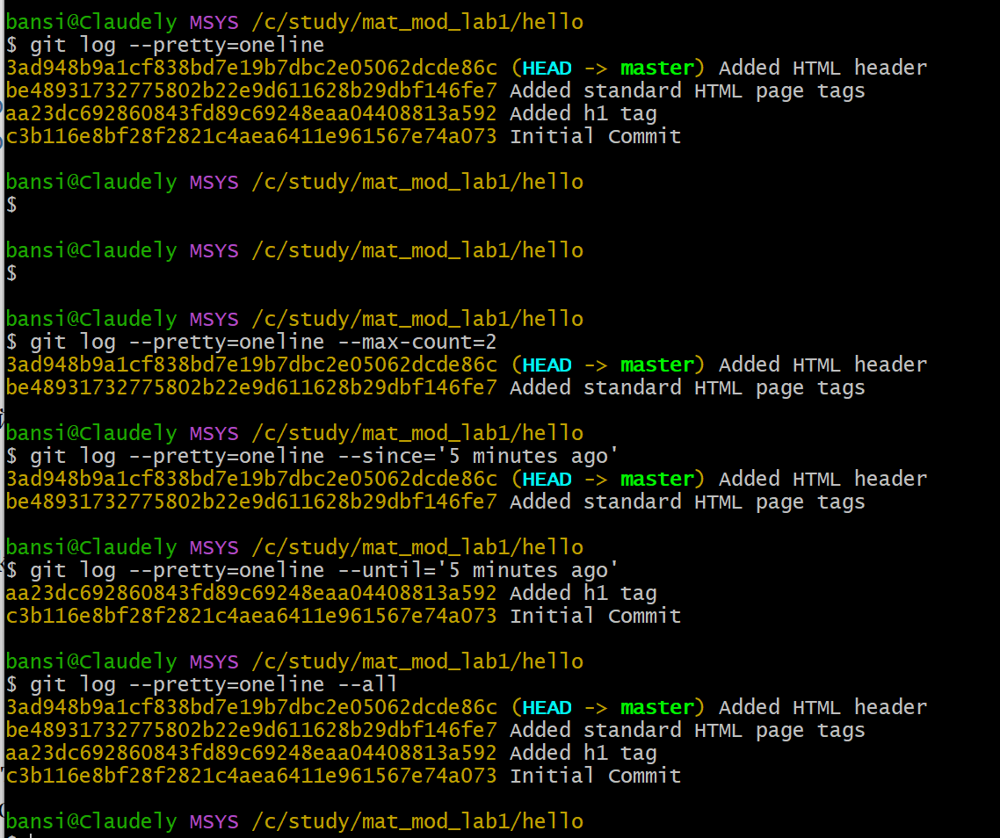 bansi@Claudely MSYS /c/study/mat_mod_lab1/hello
$ git log --pretty=oneline
3ad948b9a1cf838bd7e19b7dbc2e05062dcde86c (HEAD -> master) Added HTML header
be48931732775802b22e9d611628b29dbf146fe7 Added standard HTML page tags
aa23dc692860843fd89c69248eaa04408813a592 Added h1 tag
c3b116e8bf28f2821c4aea6411e961567e74a073 Initial Commit
bansi@Claudely MSYS /c/study/mat_mod_lab1/hello
$
bansi@Claudely MSYS /c/study/mat_mod_lab1/hello
$
bansi@Claudely MSYS /c/study/mat_mod_lab1/hello
$ git log --pretty=oneline --max-count=2
3ad948b9a1cf838bd7e19b7dbc2e05062dcde86c (HEAD -> master) Added HTML header
be48931732775802b22e9d611628b29dbf146fe7 Added standard HTML page tags
bansi@Claudely MSYS /c/study/mat_mod_lab1/hello
$ git log --pretty=oneline --since='5 minutes ago'
3ad948b9a1cf838bd7e19b7dbc2e05062dcde86c (HEAD -> master) Added HTML header
be48931732775802b22e9d611628b29dbf146fe7 Added standard HTML page tags
bansi@Claudely MSYS /c/study/mat_mod_lab1/hello
$ git log --pretty=oneline --until='5 minutes ago'
aa23dc692860843fd89c69248eaa04408813a592 Added h1 tag
c3b116e8bf28f2821c4aea6411e961567e74a073 Initial Commit
bansi@Claudely MSYS /c/study/mat_mod_lab1/hello
$ git log --pretty=oneline --all
3ad948b9a1cf838bd7e19b7dbc2e05062dcde86c (HEAD -> master) Added HTML header
be48931732775802b22e9d611628b29dbf146fe7 Added standard HTML page tags
aa23dc692860843fd89c69248eaa04408813a592 Added h1 tag
c3b116e8bf28f2821c4aea6411e961567e74a073 Initial Commit
bansi@Claudely MSYS /c/study/mat_mod_lab1/hello